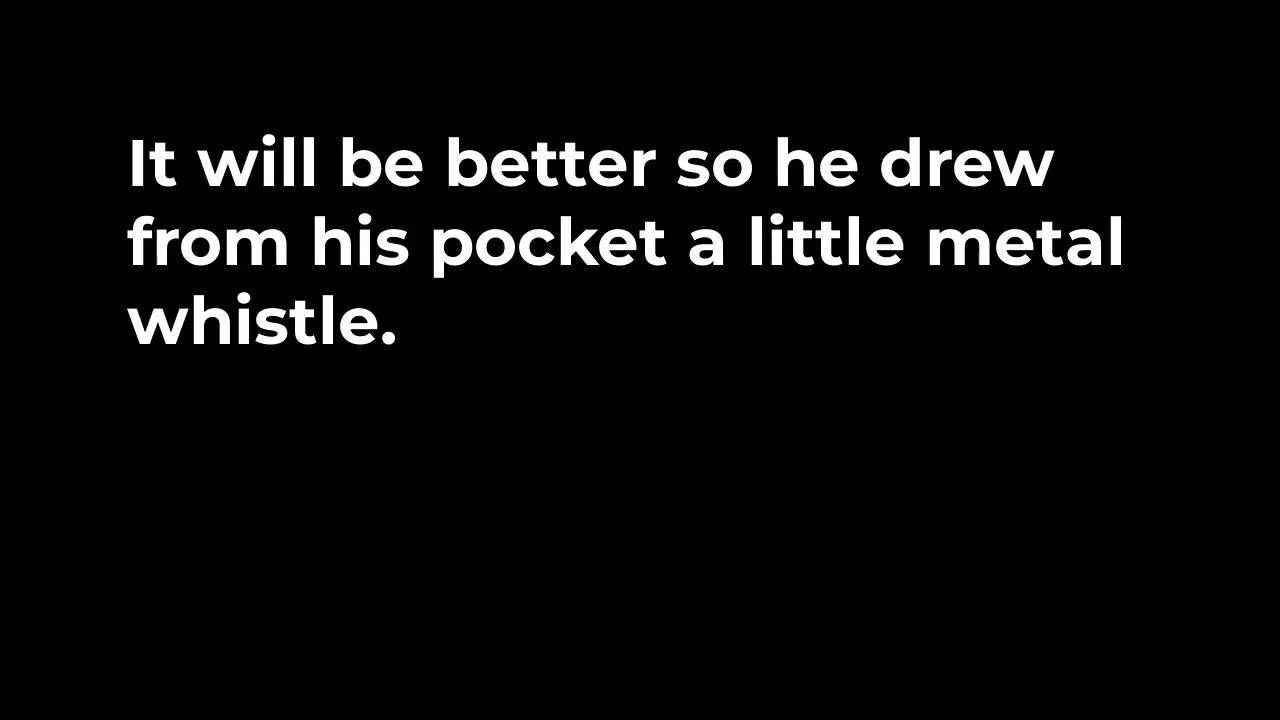 It will be better so he drew
from his pocket a little metal
whistle.